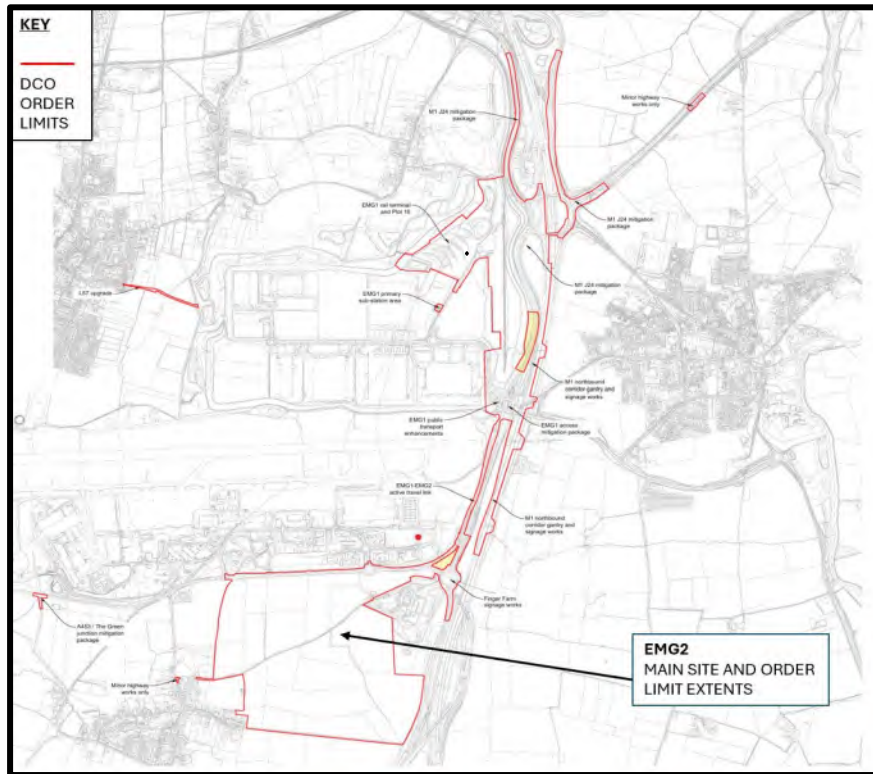 KEY
DCO
ORDER
LIMITS
Minor highway
works only
M1 J24 mitigation
package
M1 J24 mitigation
package
EMG1 rail terminal
and Plot 16
M1 J24 mitigation
package
L57 upgrade
EMG1 primary
sub-station area
M1 northbound
corridor gantry and
signage works
EMG1 public
transport
enhancements
EMG1 access
mitigation package
EMG1-EMG2
active travel link
M1 northbound
corridor gantry and
signage works
Finger Farm
signage works
A453 / The Green
junction mitigation
package
Minor highway
works only
EMG2
MAIN SITE AND ORDER
LIMIT EXTENTS